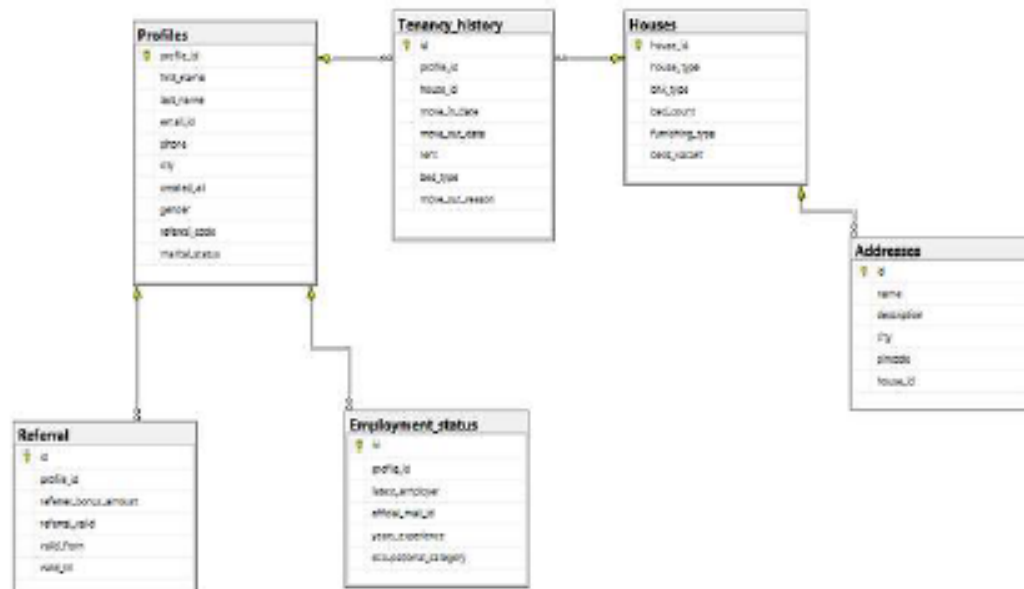 Profiles
profile_id
first_name
last_name
email_id
phone
city
created_at
gender
referral_code
marital_status
Tenancy_history
id
profile_id
house_id
move_in_date
move_out_date
rent
bed_type
move_out_reason
Houses
house_id
house_type
bhk_type
bed_count
furnishing_type
beds_vacant
Addresses
id
name
description
city
pincode
house_id
Referral
id
profile_id
referrer_bonus_amount
referral_valid
valid_from
valid_till
Employment_status
id
profile_id
latest_employer
official_mail_id
years_experience
occupational_category